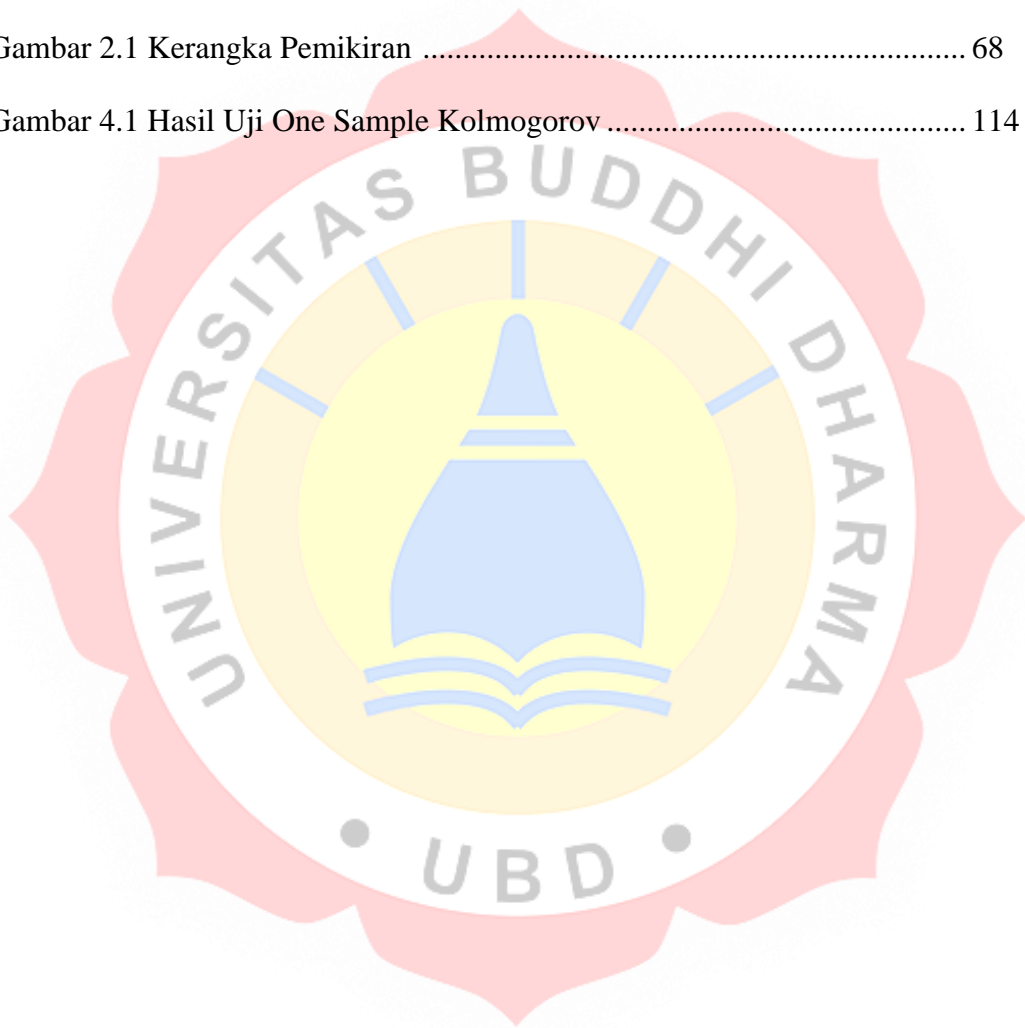 Gambar 2.1 Kerangka Pemikiran .................................................................... 68
Gambar 4.1 Hasil Uji One Sample Kolmogorov ............................................. 114
UNIVERSITAS BUDDHI DHARMA
• UBD •